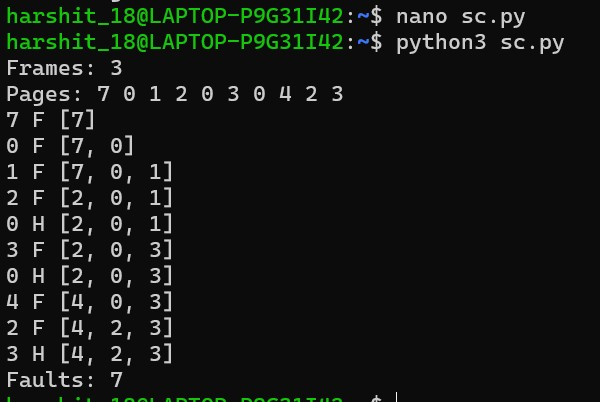 harshit_18@LAPTOP-P9G31I42:~$ nano sc.py
harshit_18@LAPTOP-P9G31I42:~$ python3 sc.py
Frames: 3
Pages: 7 0 1 2 0 3 0 4 2 3
7 F [7]
0 F [7, 0]
1 F [7, 0, 1]
2 F [2, 0, 1]
0 H [2, 0, 1]
3 F [2, 0, 3]
0 H [2, 0, 3]
4 F [4, 0, 3]
2 F [4, 2, 3]
3 H [4, 2, 3]
Faults: 7
harshit_18@LAPTOP-P9G31I42:~$